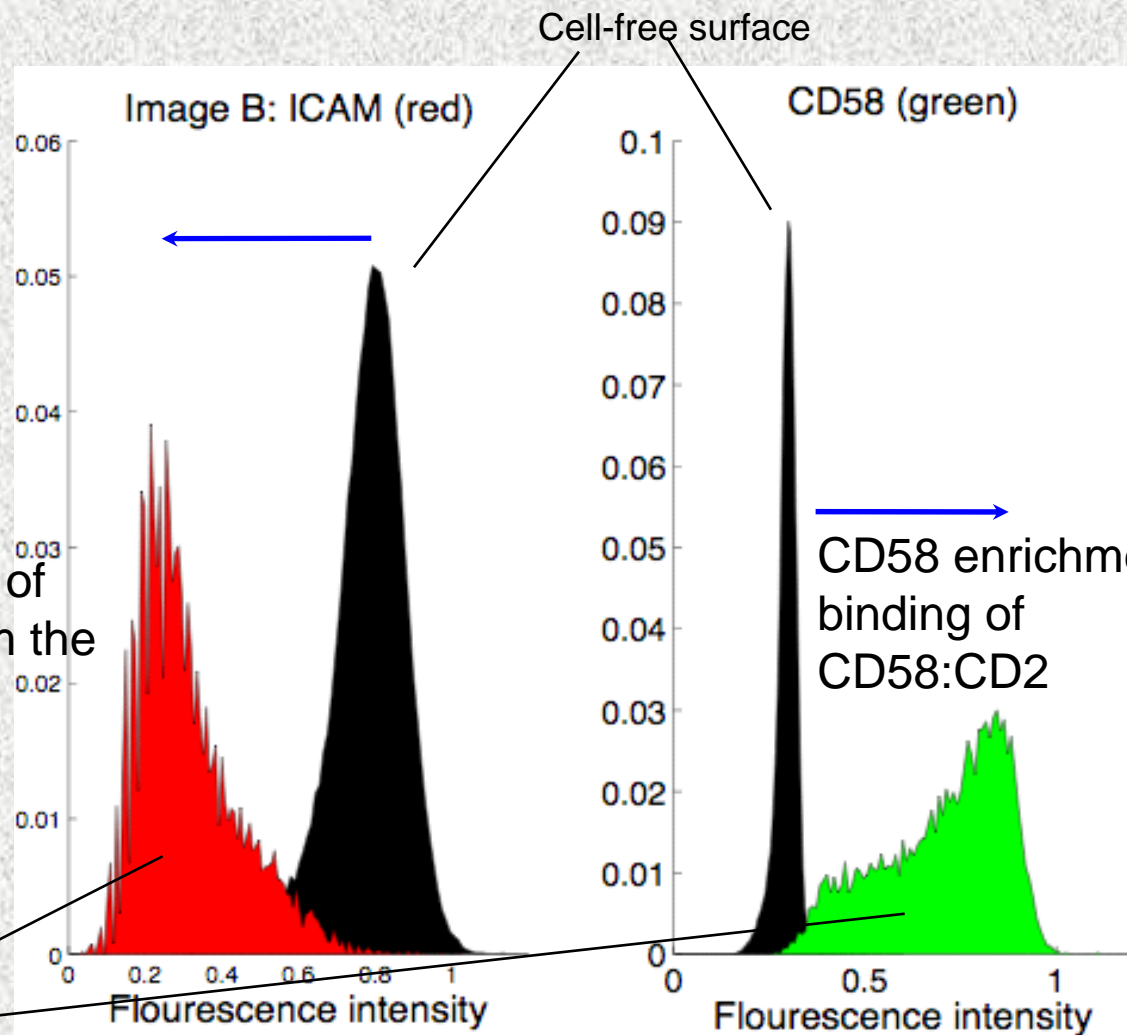 Cell-free surface
Image B: ICAM (red)
0.06
0.05
0.04
0.03
0.02
0.01
0
0 0.2 0.4 0.6 0.8 1
Flourescence intensity
of
the
CD58 (green)
0.1
0.09
0.08
0.07
0.06
0.05
0.04
0.03
0.02
0.01
0
0 0.5 1
Flourescence intensity
CD58 enrichme
binding of
CD58:CD2